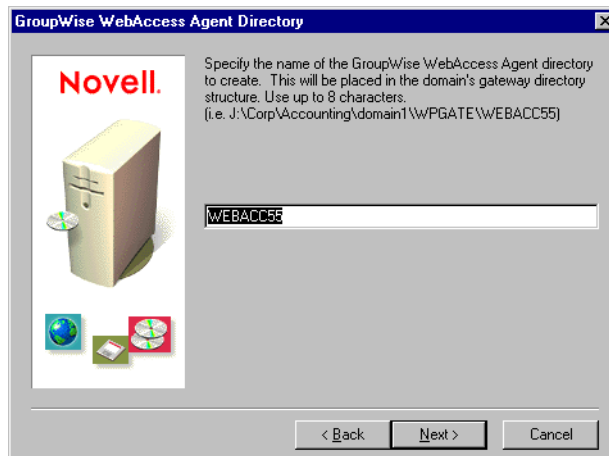 GroupWise WebAccess Agent Directory
Novell.
Specify the name of the GroupWise WebAccess Agent directory
to create. This will be placed in the domain's gateway directory
structure. Use up to 8 characters.
(i.e. J:\Corp\Accounting\domain1\WPGATE\WEBACC55)
WEBACC55
< Back
Next >
Cancel